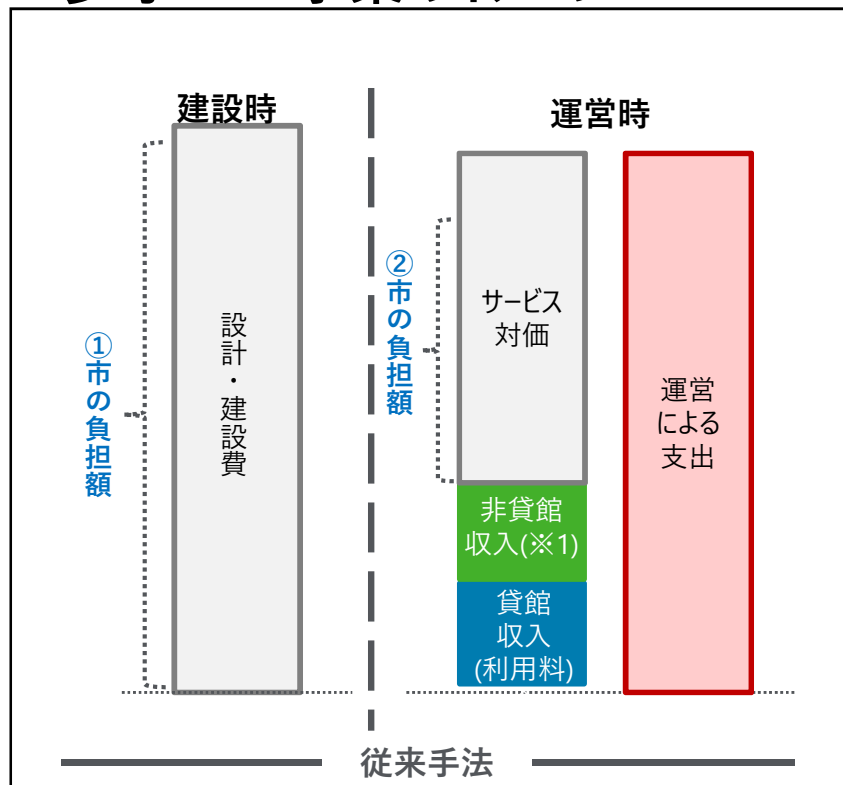 建設時
運営時
①市の負担額
設計・建設費
②市の負担額
サービス
対価
非貸館
収入(※1)
貸館
収入
(利用料)
運営
による
支出
従来手法